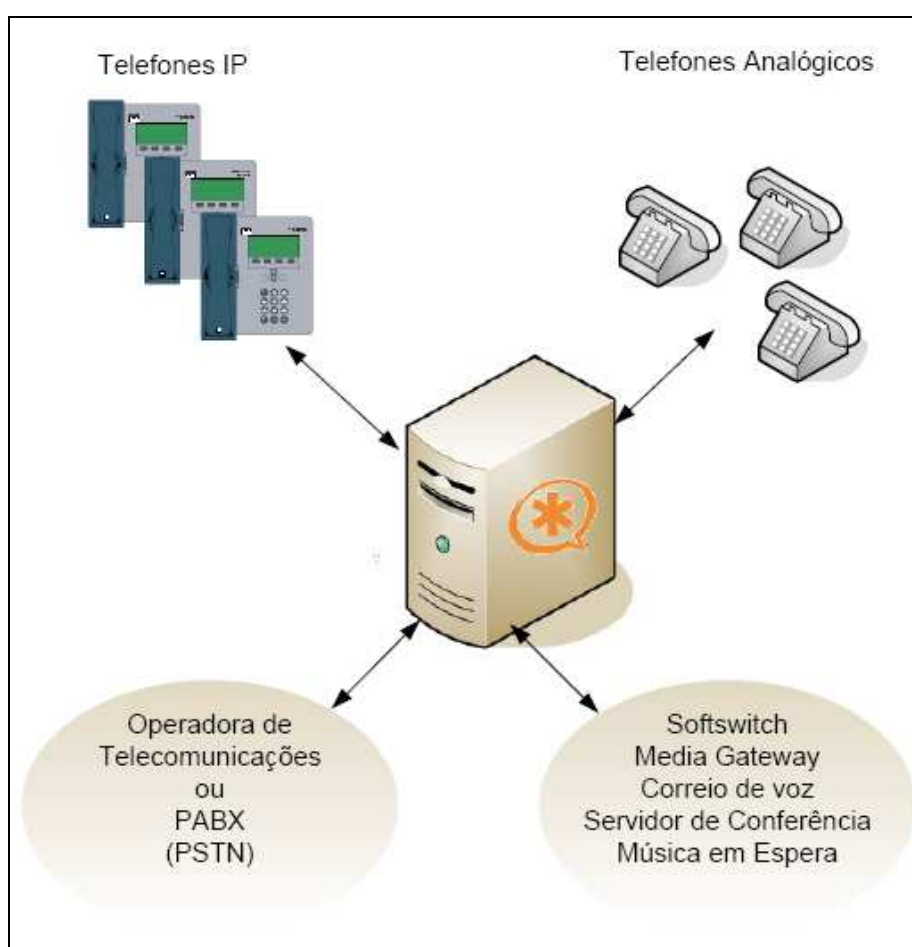 Telefones IP
Telefones Analógicos
Operadora de
Telecomunicações
ou
PABX
(PSTN)
Softswitch
Media Gateway
Correio de voz
Servidor de Conferência
Música em Espera